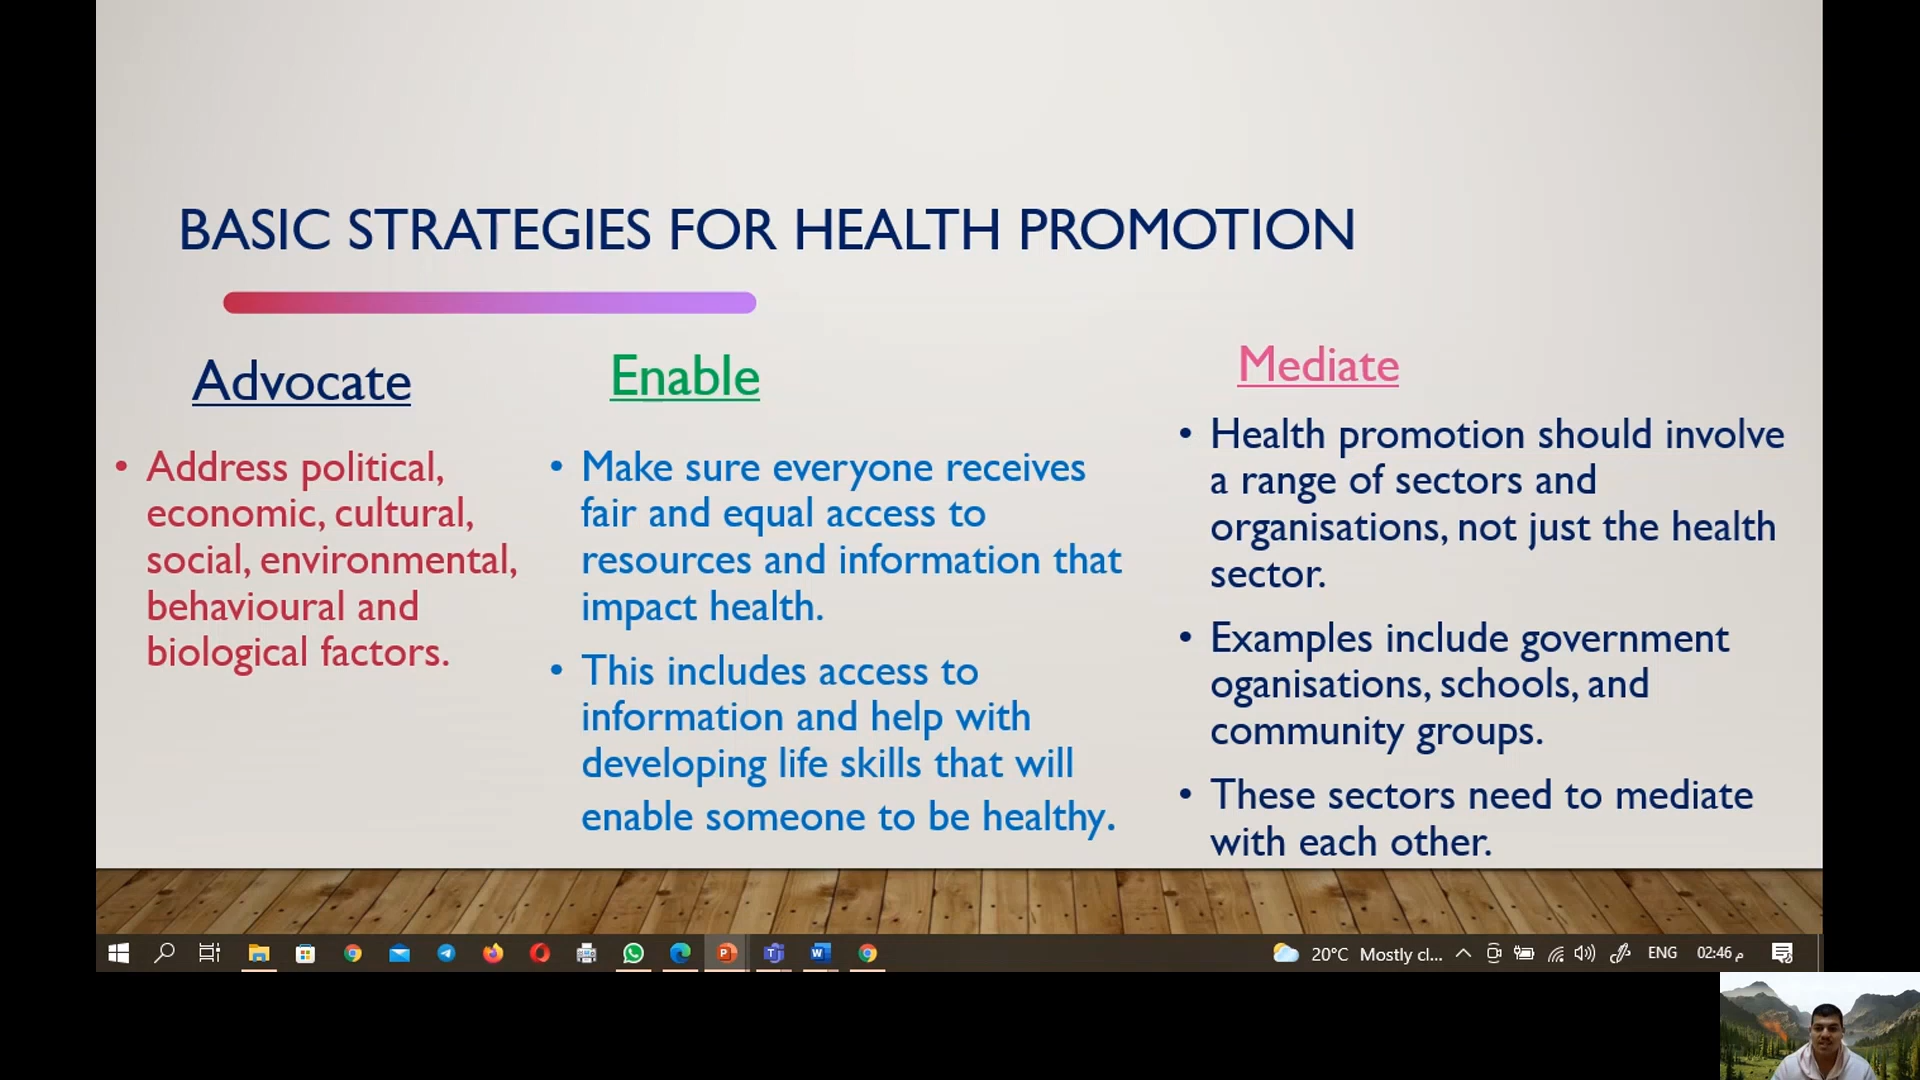 BASIC STRATEGIES FOR HEALTH PROMOTION
Advocate
• Address political,
economic, cultural,
social, environmental,
behavioural and
biological factors.
Enable
• Make sure everyone receives
fair and equal access to
resources and information that
impact health.
• This includes access to
information and help with
developing life skills that will
enable someone to be healthy.
Mediate
• Health promotion should involve
a range of sectors and
organisations, not just the health
sector.
• Examples include government
oganisations, schools, and
community groups.
• These sectors need to mediate
with each other.
20°C Mostly cl... ENG 02:46 م